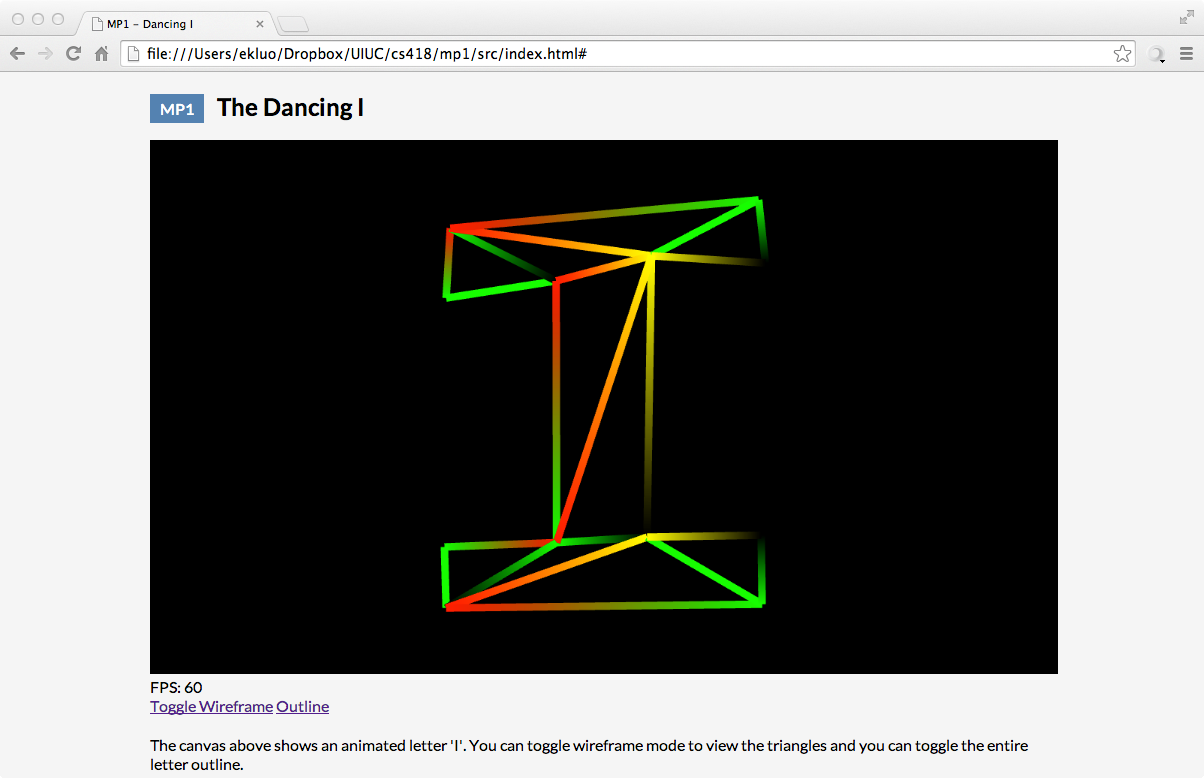 MP1 – Dancing I
file:///Users/ekluo/Dropbox/UIUC/cs418/mp1/src/index.html#
MP1 The Dancing I
FPS: 60
Toggle Wireframe Outline
The canvas above shows an animated letter 'I'. You can toggle wireframe mode to view the triangles and you can toggle the entire
letter outline.